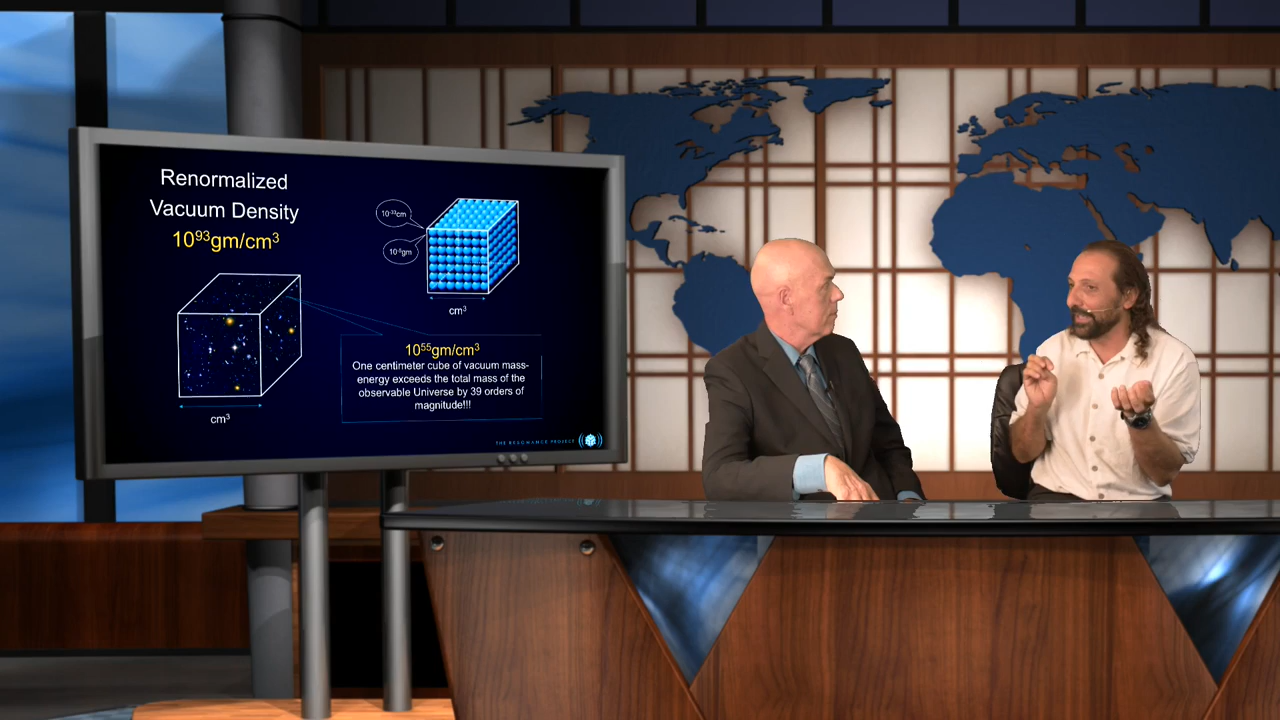 Renormalized
Vacuum Density
10⁹³gm/cm³
10⁻³³cm
10⁻⁵gm
cm³
cm³
10⁵⁵gm/cm³
One centimeter cube of vacuum mass-
energy exceeds the total mass of the
observable Universe by 39 orders of
magnitude!!!
THE RESONANCE PROJECT